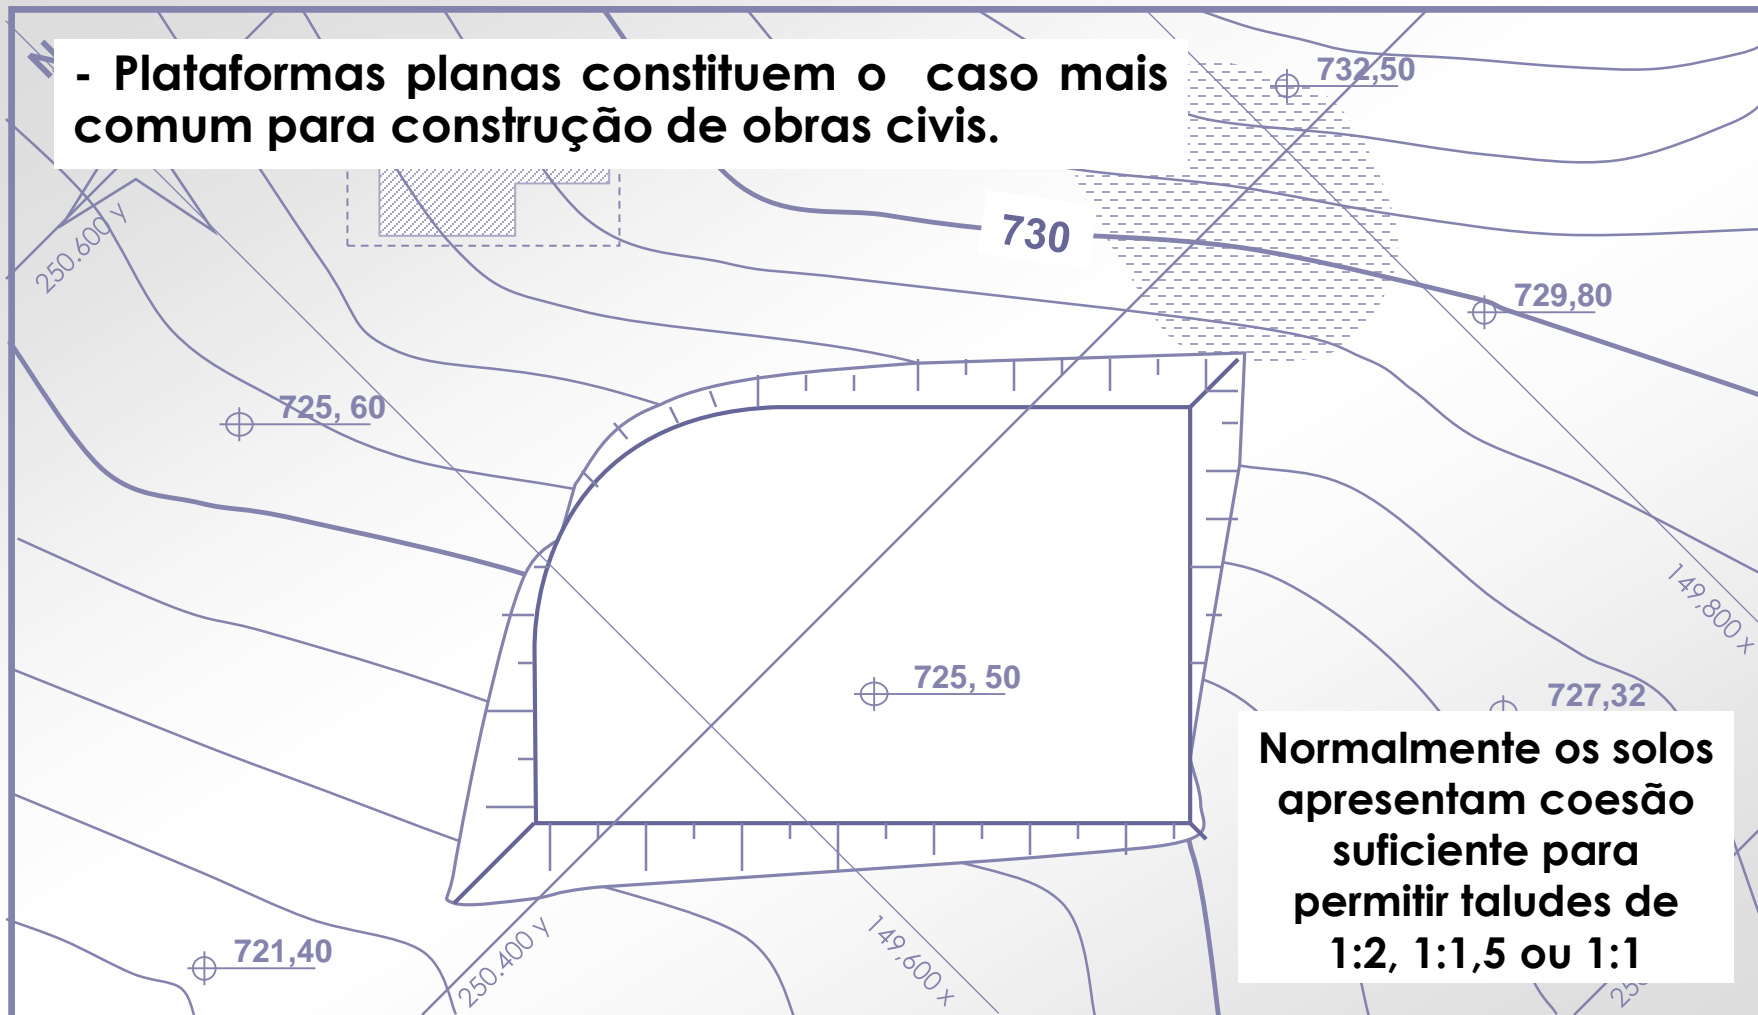 N
- Plataformas planas constituem o caso mais
comum para construção de obras civis.
732,50
250.600 y
730
729,80
725, 60
149,800 x
725, 50
727,32
Normalmente os solos
apresentam coesão
suficiente para
permitir taludes de
1:2, 1:1,5 ou 1:1
721,40
250.400 y
149,600 x